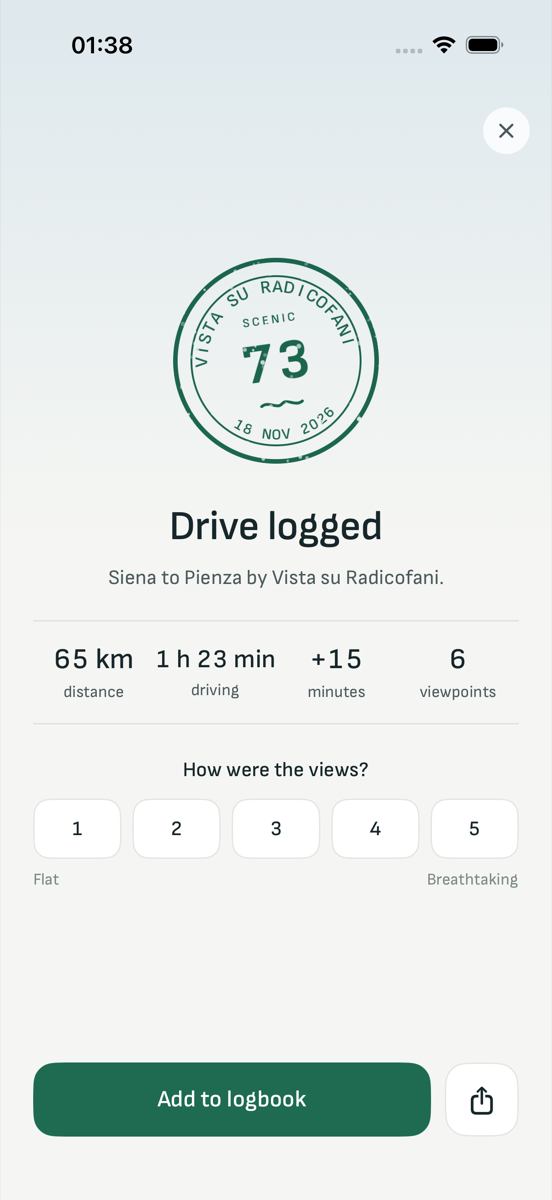 01:38
VISTA SU RADICOFANI
SCENIC
73
18 NOV 2026
Drive logged
Siena to Pienza by Vista su Radicofani.
65 km 1 h 23 min +15 6
distance driving minutes viewpoints
How were the views?
1 2 3 4 5
Flat Breathtaking
Add to logbook